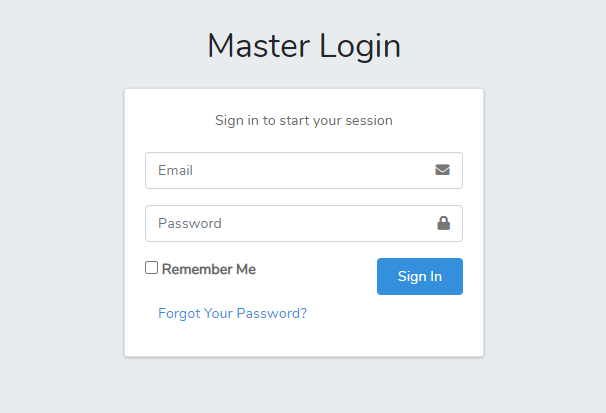 Master Login
Sign in to start your session
Email
Password
Remember Me
Sign In
Forgot Your Password?